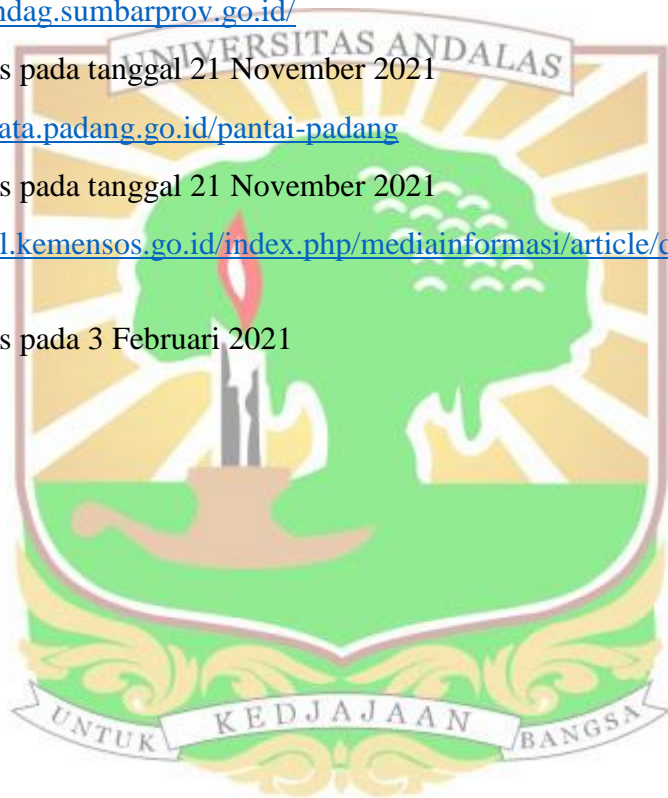 ndag.sumbarprov.go.id/
UNIVERSITAS ANDALAS
s pada tanggal 21 November 2021
ata.padang.go.id/pantai-padang
s pada tanggal 21 November 2021
l.kemensos.go.id/index.php/mediainformasi/article/
s pada 3 Februari 2021
UNTUK KEDJAJAAN BANGSA